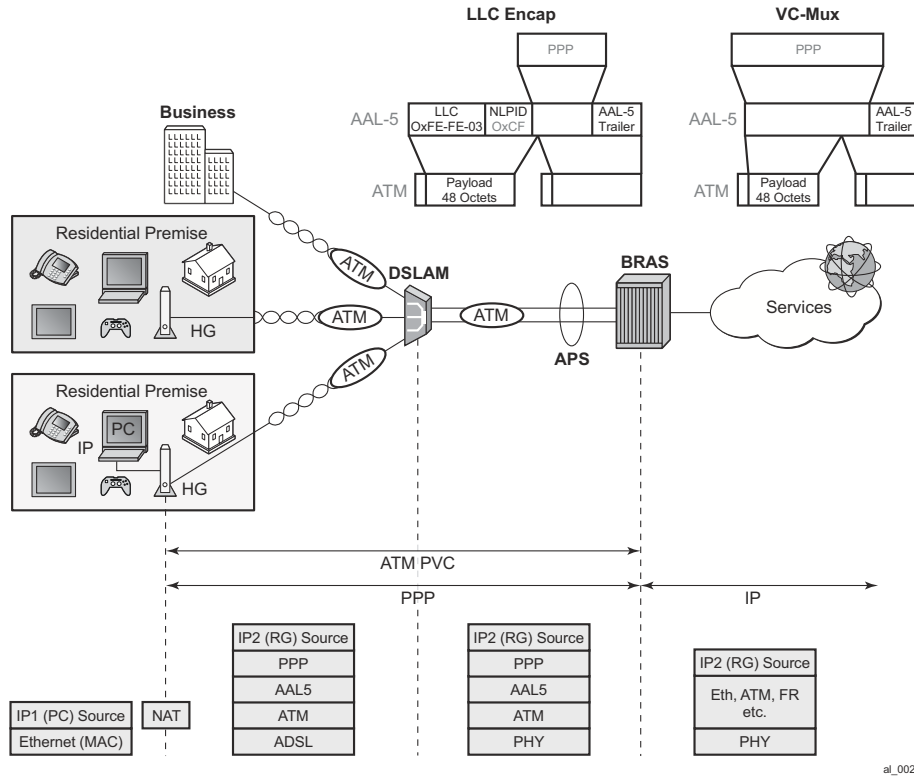 LLC Encap
VC-Mux
PPP
PPP
Business
AAL-5
LLC
OxFE-FE-03
NLPID
OxCF
AAL-5
Trailer
AAL-5
AAL-5
Trailer
ATM
Payload
48 Octets
ATM
Payload
48 Octets
Residential Premise
HG
ATM
ATM
ATM
DSLAM
ATM
APS
BRAS
Services
Residential Premise
IP
PC
HG
ATM PVC
PPP
IP
IP1 (PC) Source
Ethernet (MAC)
NAT
IP2 (RG) Source
PPP
AAL5
ATM
ADSL
IP2 (RG) Source
PPP
AAL5
ATM
PHY
IP2 (RG) Source
Eth, ATM, FR
etc.
PHY
al_002